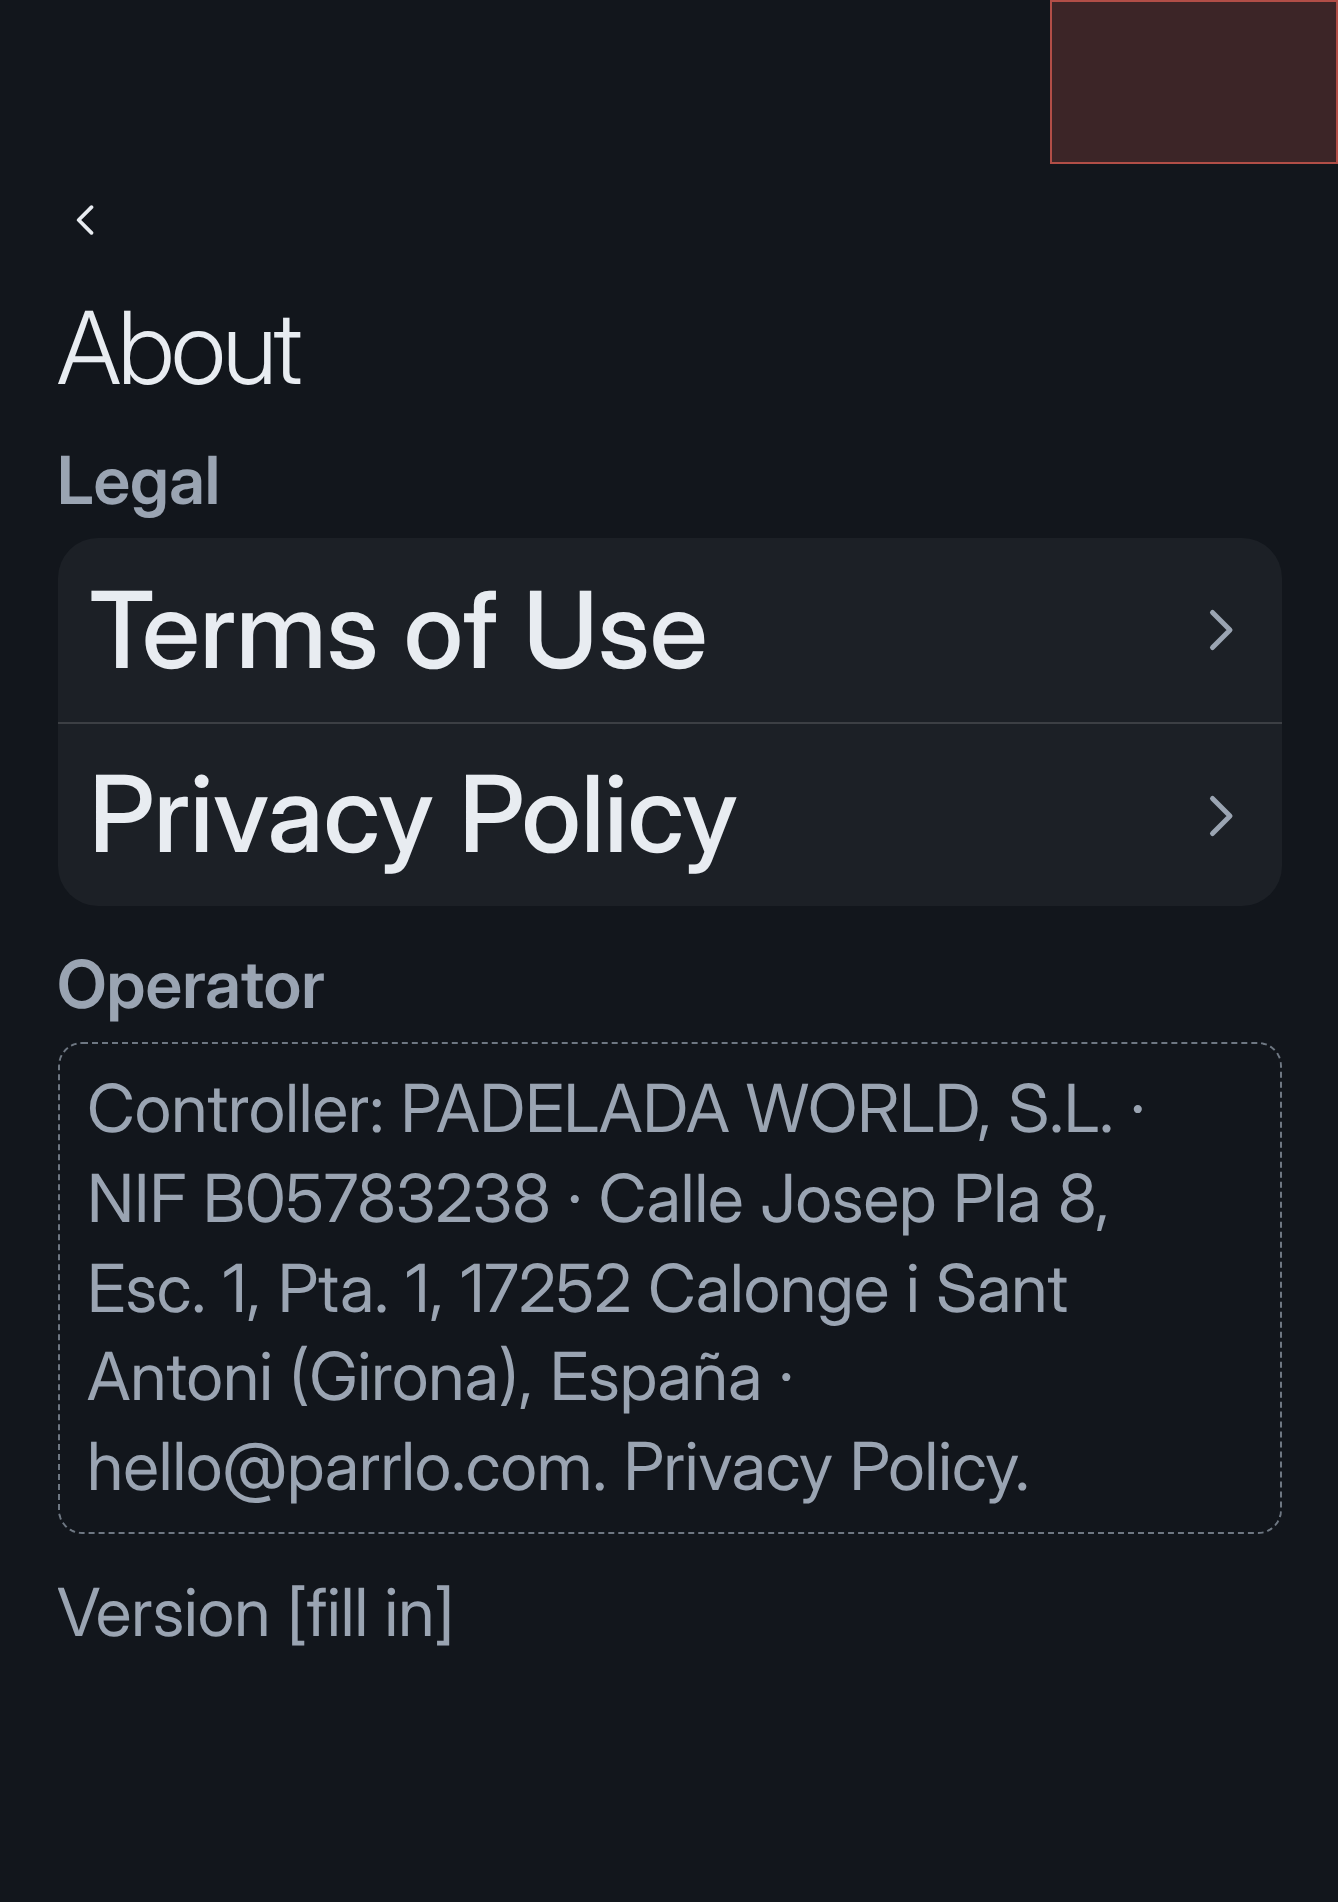 About
Legal
Terms of Use
Privacy Policy
Operator
Controller: PADELADA WORLD, S.L. ·
NIF B05783238 · Calle Josep Pla 8,
Esc. 1, Pta. 1, 17252 Calonge i Sant
Antoni (Girona), España ·
hello@parrlo.com. Privacy Policy.
Version [fill in]